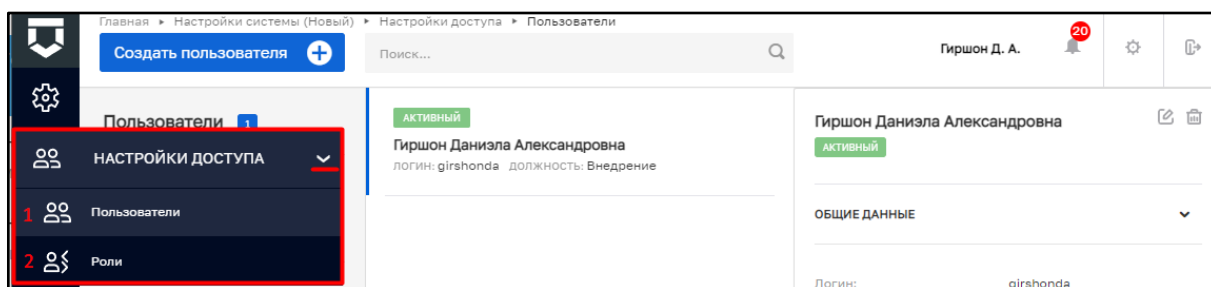 Главная ▸ Настройки системы (Новый) ▸ Настройки доступа ▸ Пользователи
Создать пользователя
Поиск...
Гиршон Д. А.
20
Пользователи 1
НАСТРОЙКИ ДОСТУПА
1 Пользователи
2 Роли
АКТИВНЫЙ
Гиршон Даниэла Александровна
логин: girshonda должность: Внедрение
Гиршон Даниэла Александровна
АКТИВНЫЙ
ОБЩИЕ ДАННЫЕ
Логин: girshonda